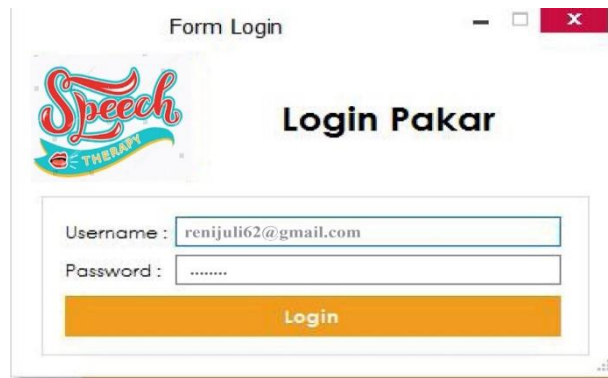 Form Login
Speech
THERAPY
Login Pakar
Username : renijuli62@gmail.com
Password : ........
Login